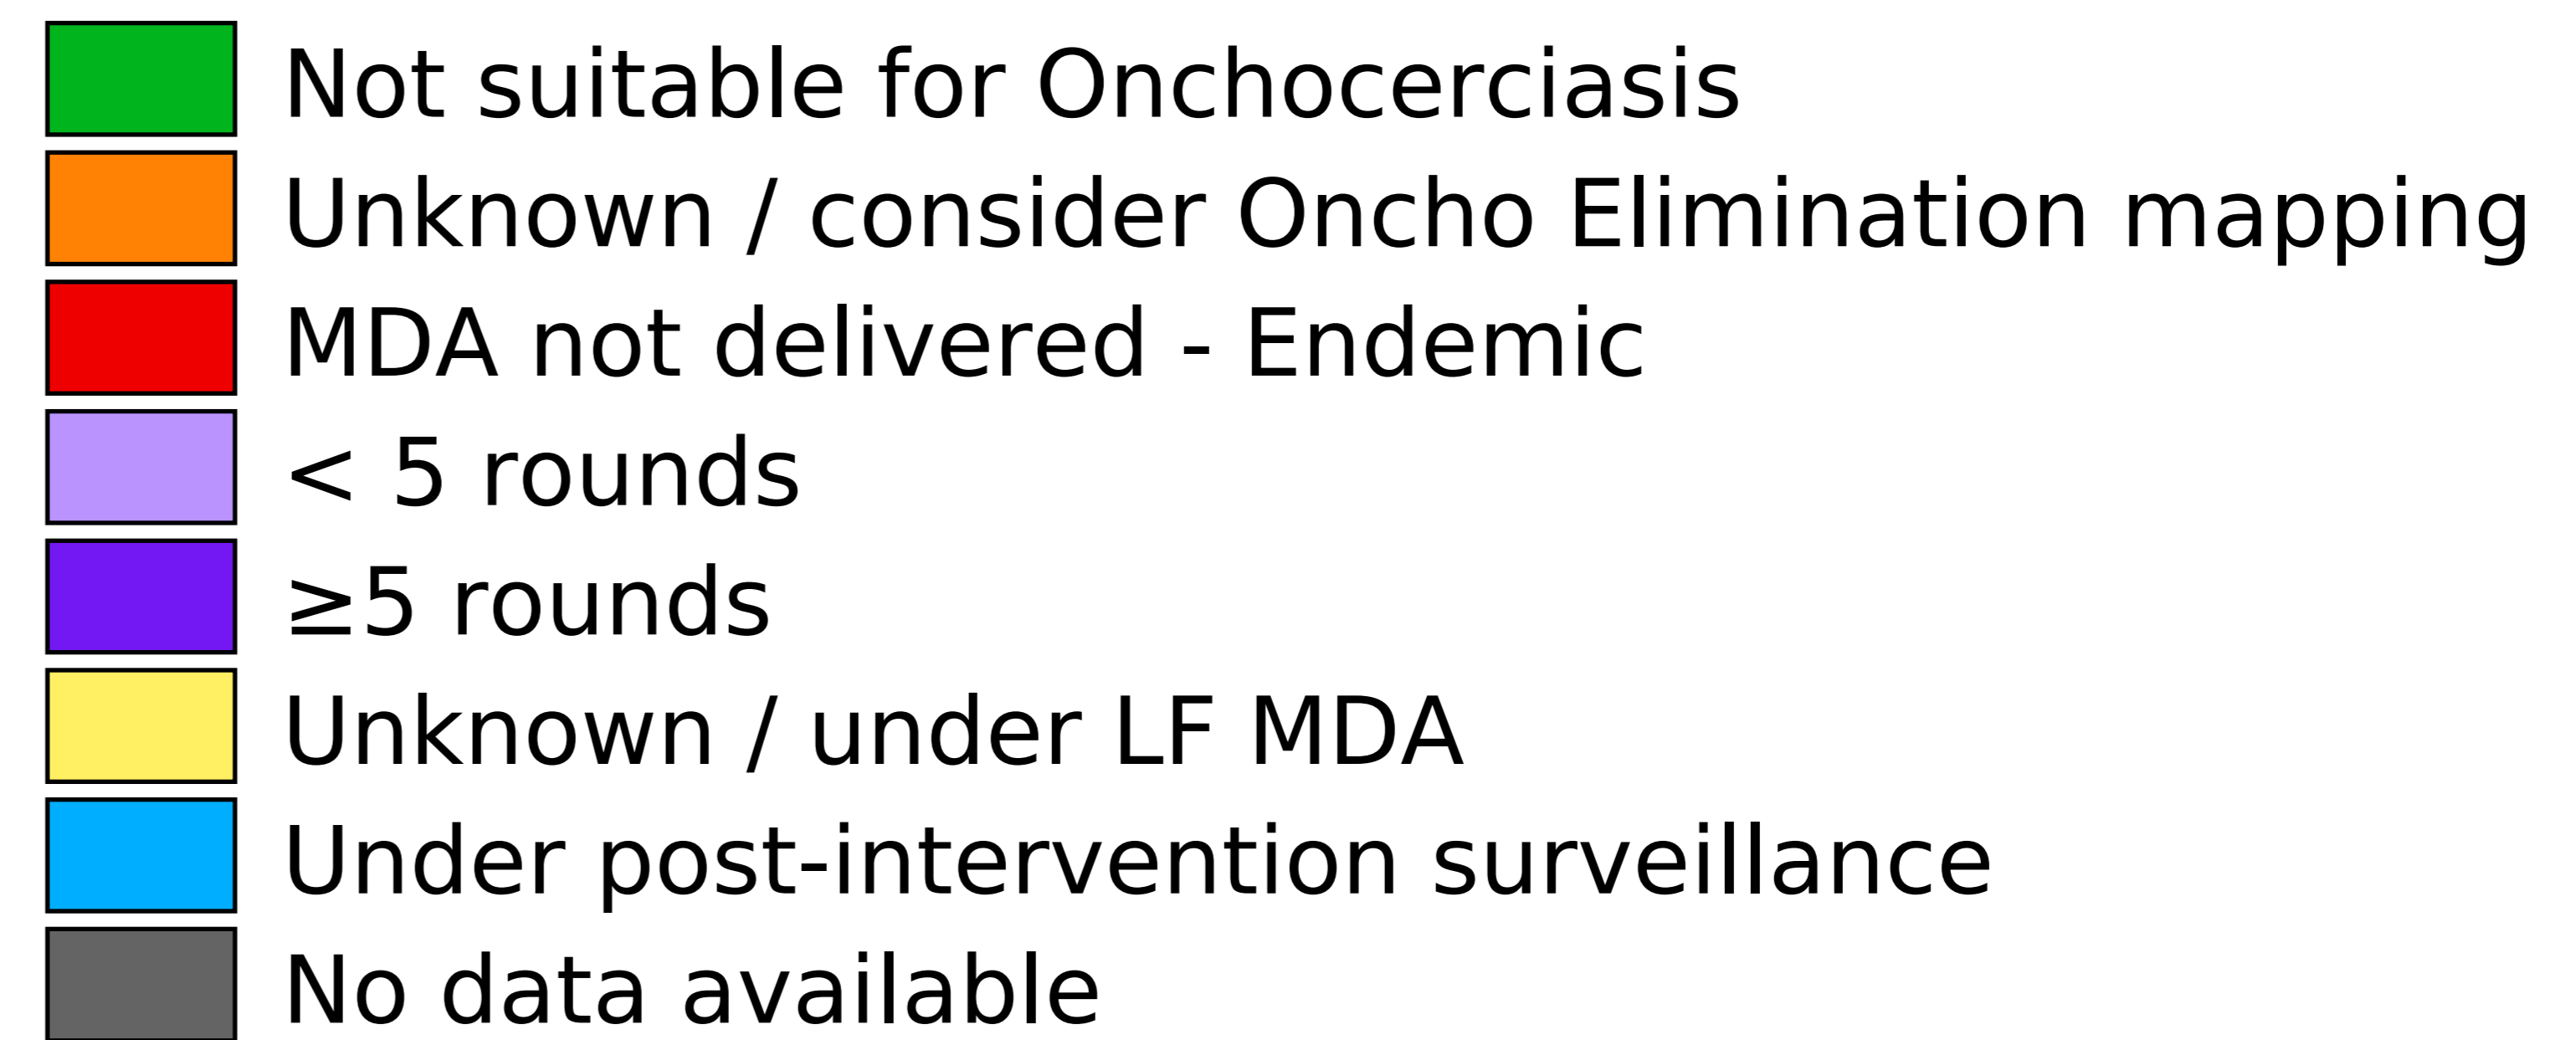 Not suitable for Onchocerciasis
Unknown / consider Oncho Elimination mapping
MDA not delivered - Endemic
< 5 rounds
≥5 rounds
Unknown / under LF MDA
Under post-intervention surveillance
No data available